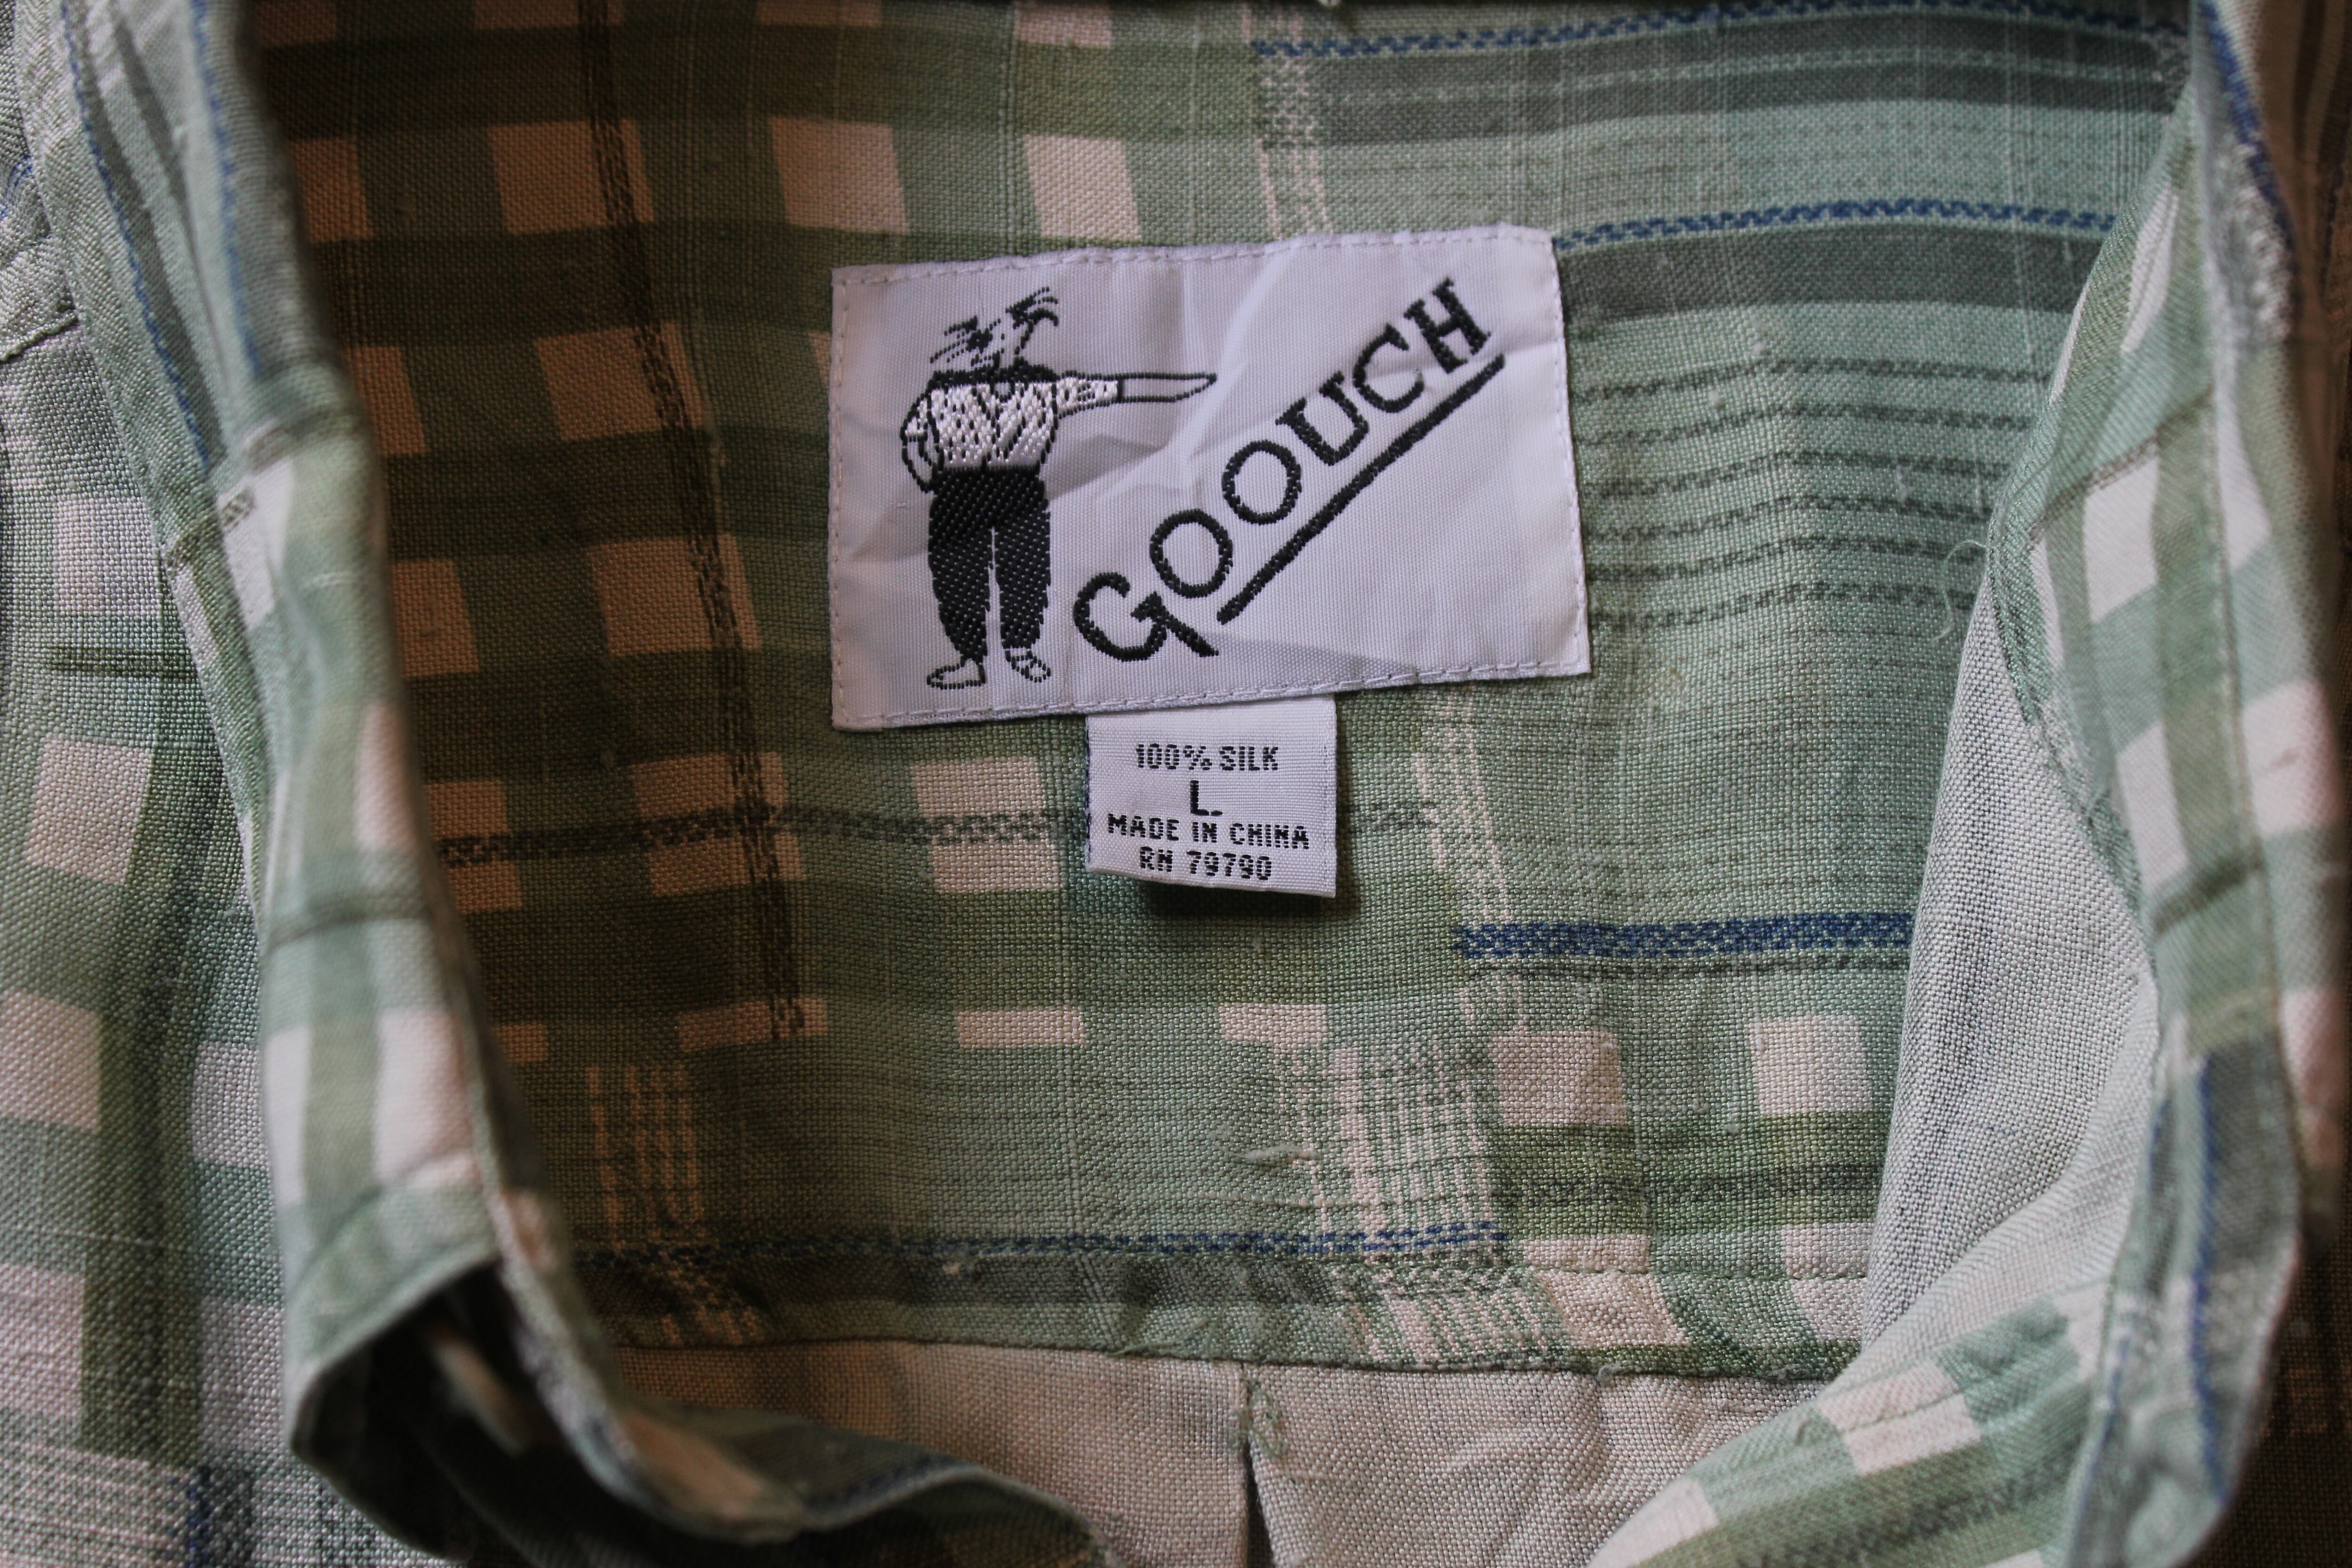 GOOUCH
100% SILK
L
MADE IN CHINA
RN 79790